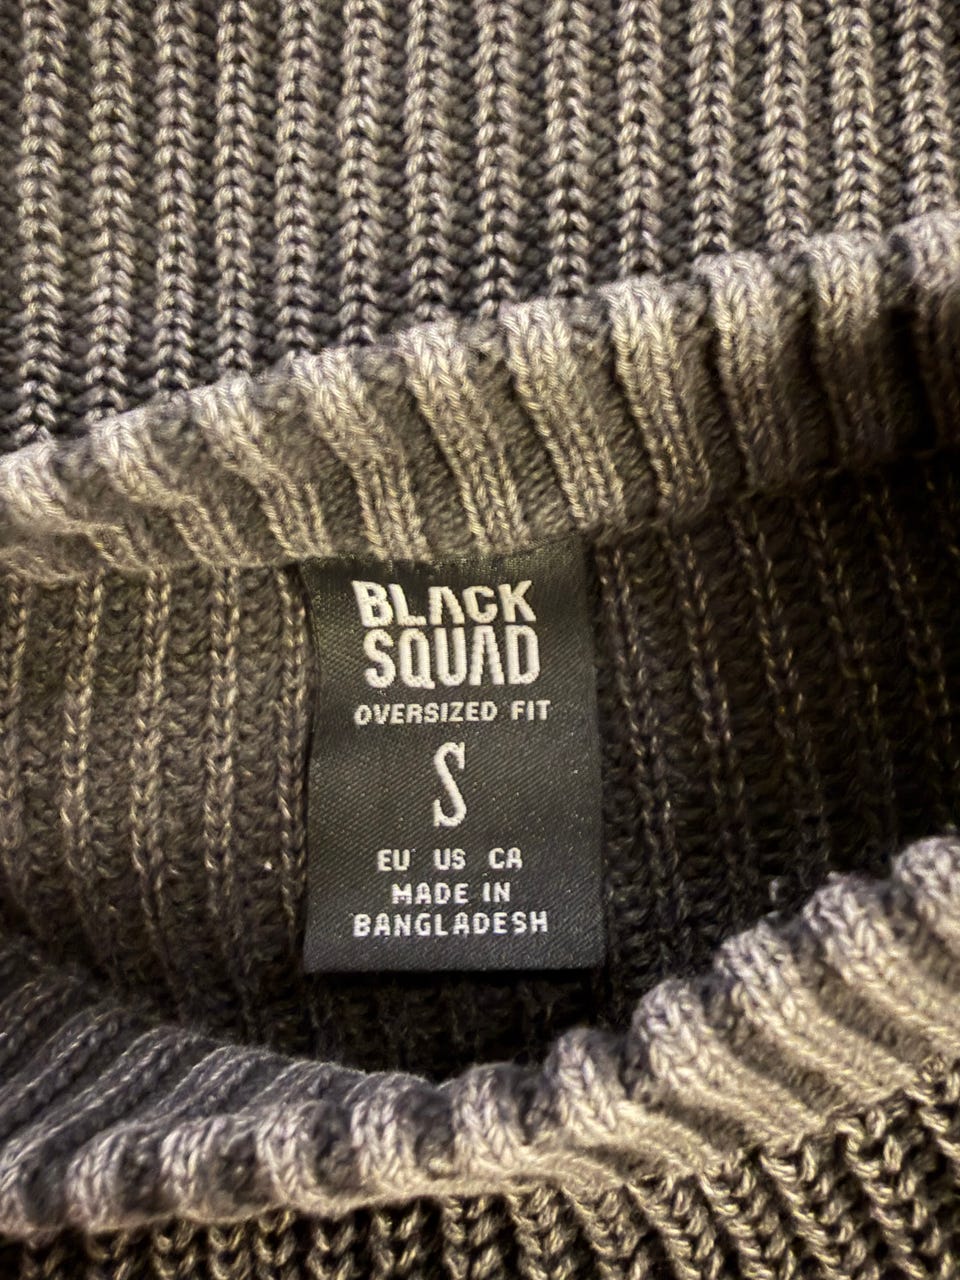 BLACK
SQUAD
OVERSIZED FIT
S
EU US CA
MADE IN
BANGLADESH